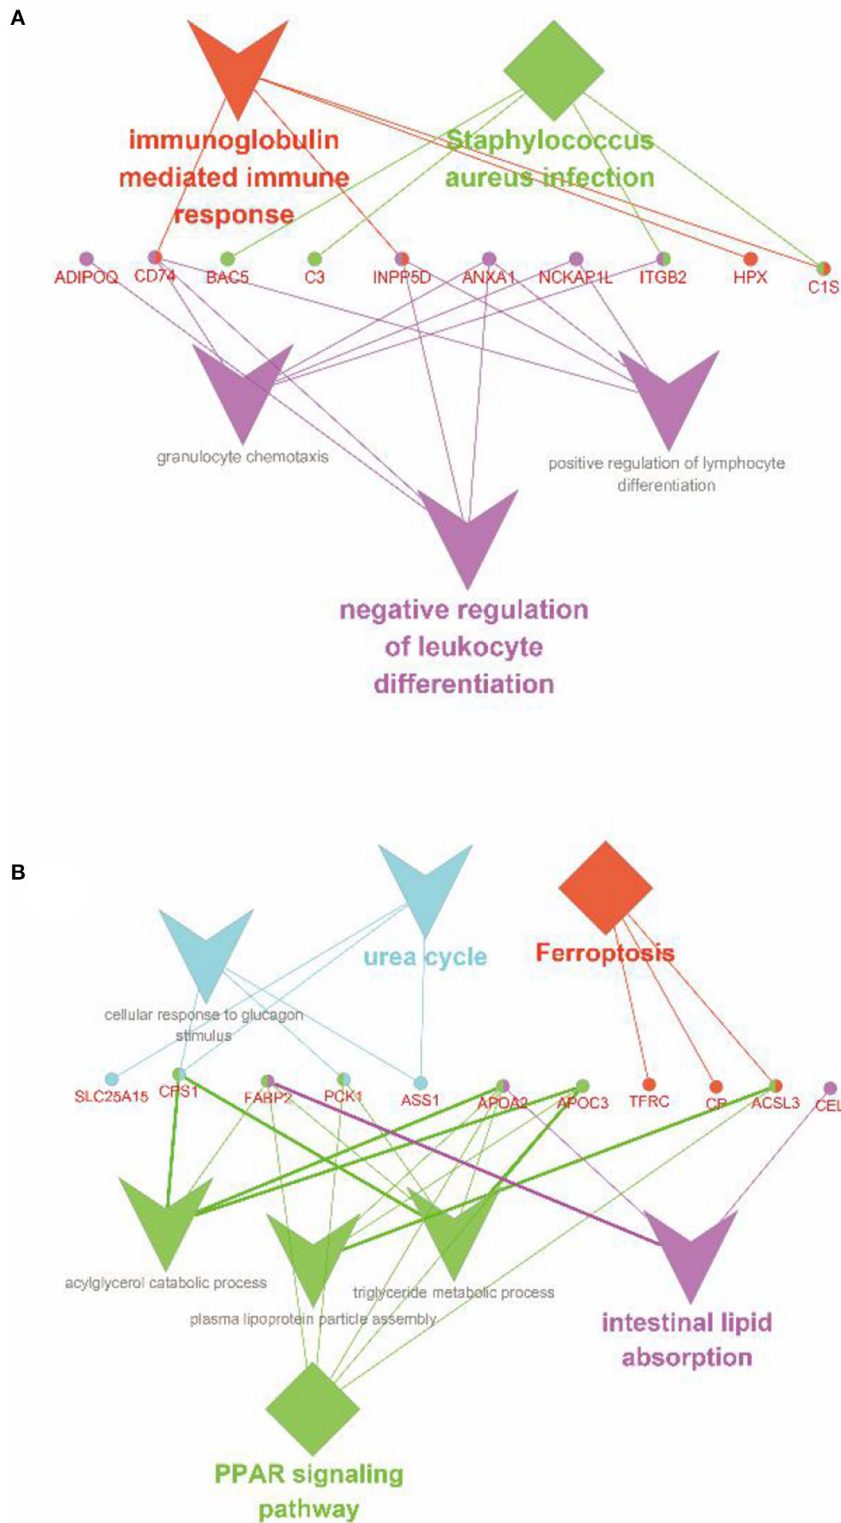 A
immunoglobulin
mediated immune
response
Staphylococcus
aureus infection
ADIPOQ CD74 BAC5 C3 INPP5D ANXA1 NCKAP1L ITGB2 HPX C1S
granulocyte chemotaxis
positive regulation of lymphocyte
differentiation
negative regulation
of leukocyte
differentiation
B
urea cycle
Ferroptosis
cellular response to glucagon
stimulus
SLC25A15 CPS1 FABP2 PCK1 ASS1 APOA2 APOC3 TFRC CP ACSL3 CEL
acylglycerol catabolic process
triglyceride metabolic process
plasma lipoprotein particle assembly
intestinal lipid
absorption
PPAR signaling
pathway